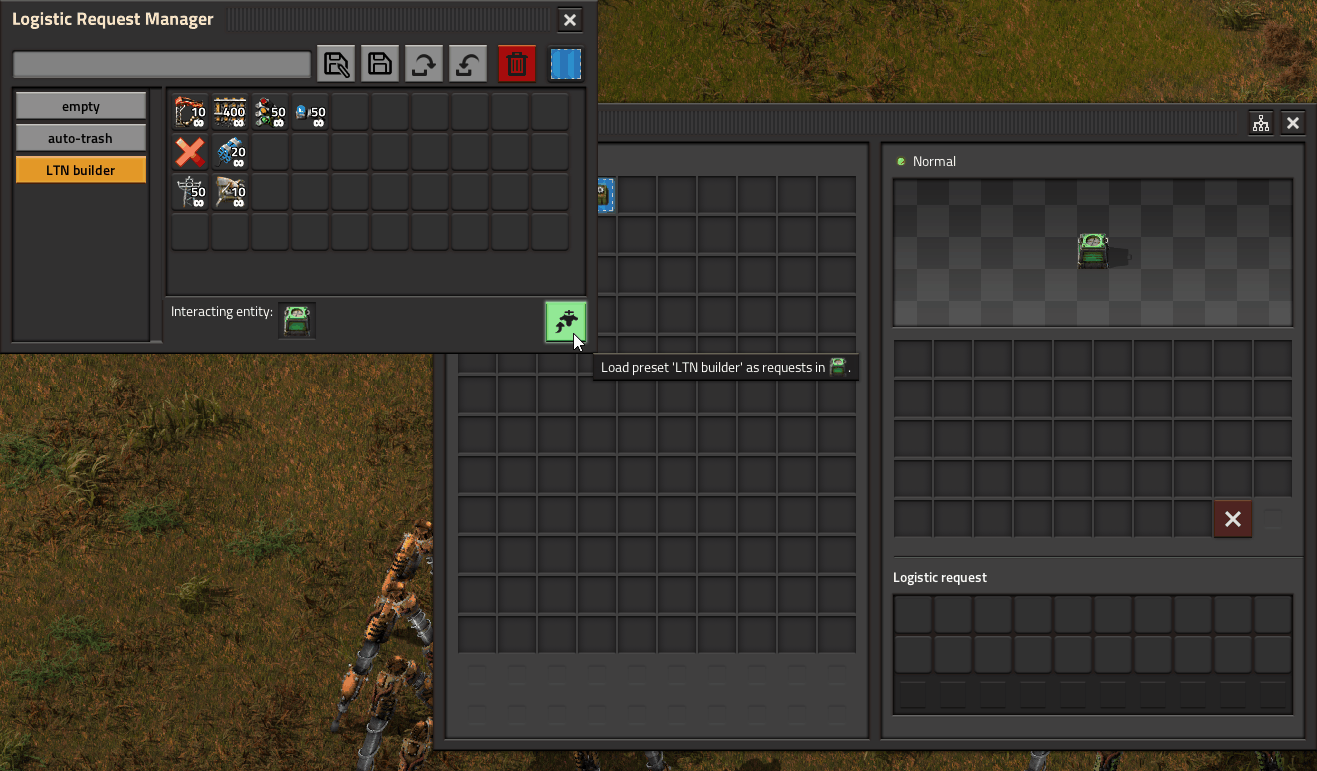 Logistic Request Manager
empty
auto-trash
LTN builder
10 ∞ 400 ∞ 50 ∞ 50 ∞
20 ∞
50 ∞ 10 ∞
Interacting entity:
Load preset 'LTN builder' as requests in .
Normal
Logistic request